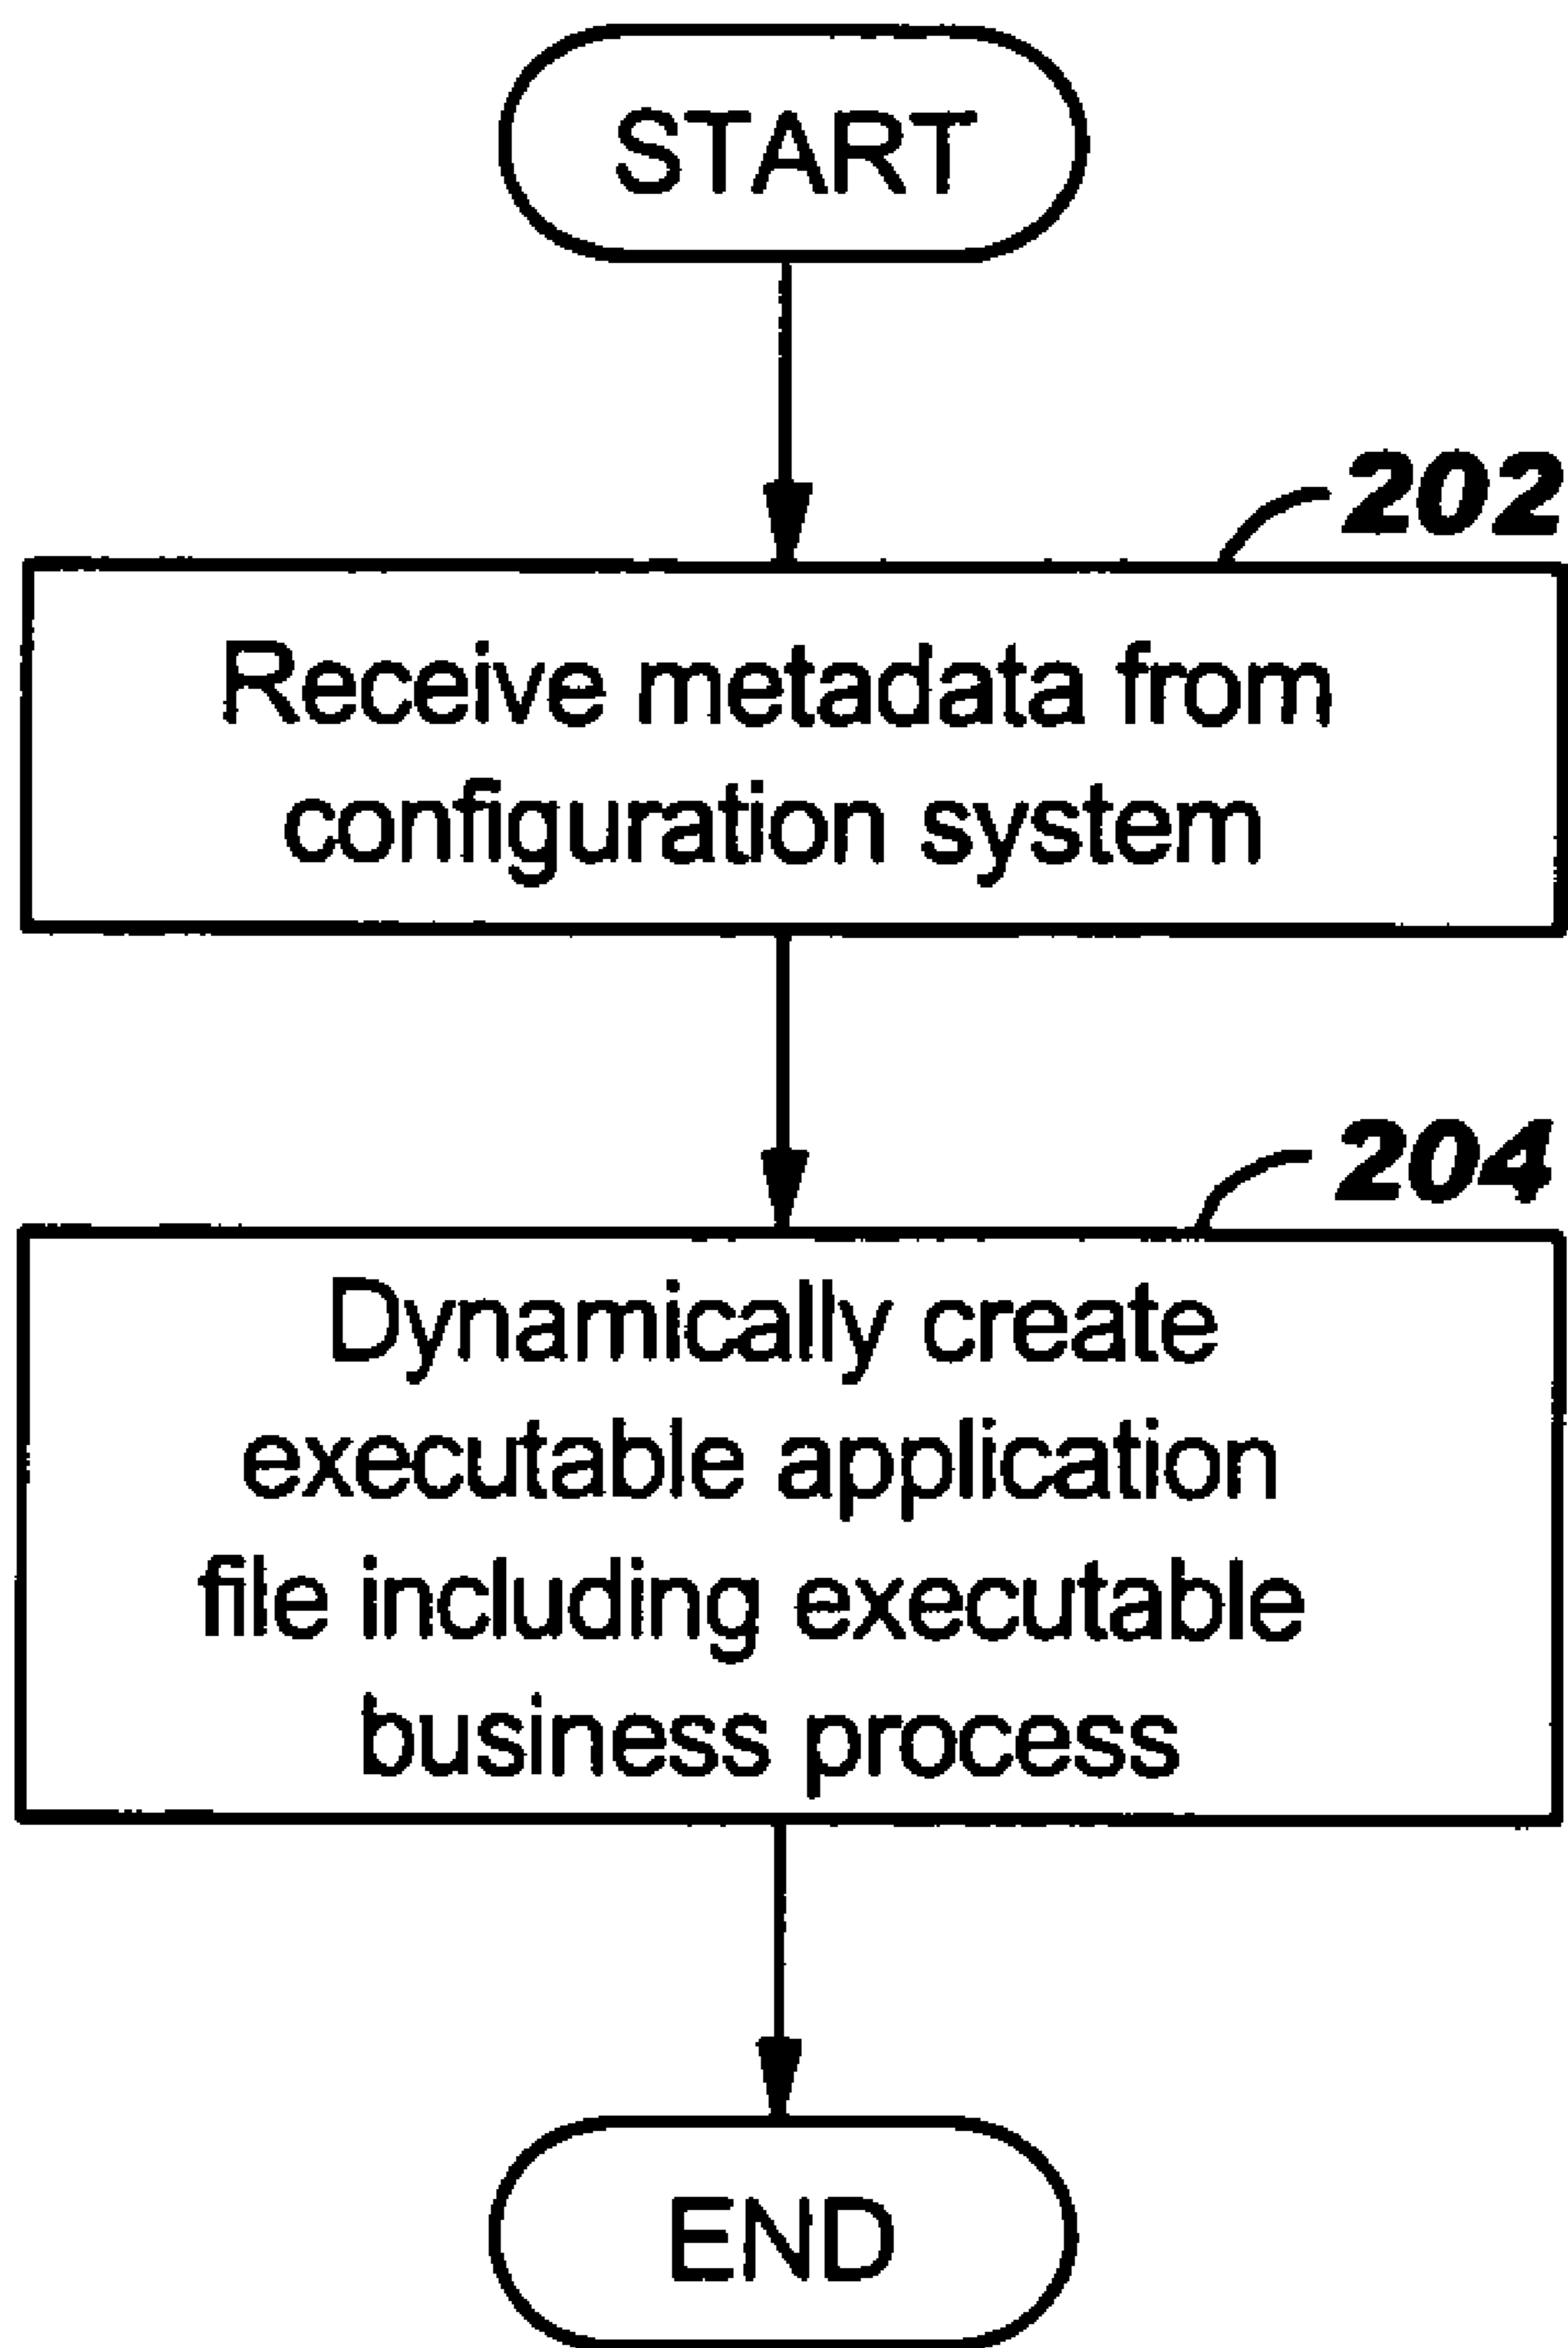 START
202
Receive metadata from
configuration system
204
Dynamically create
executable application
file including executable
business process
END